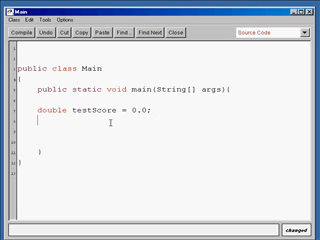 Main
Class Edit Tools Options
Compile Undo Cut Copy Paste Find... Find Next Close Source Code
public class Main
{
public static void main(String[] args){
double testScore = 0.0;
}
}
changed